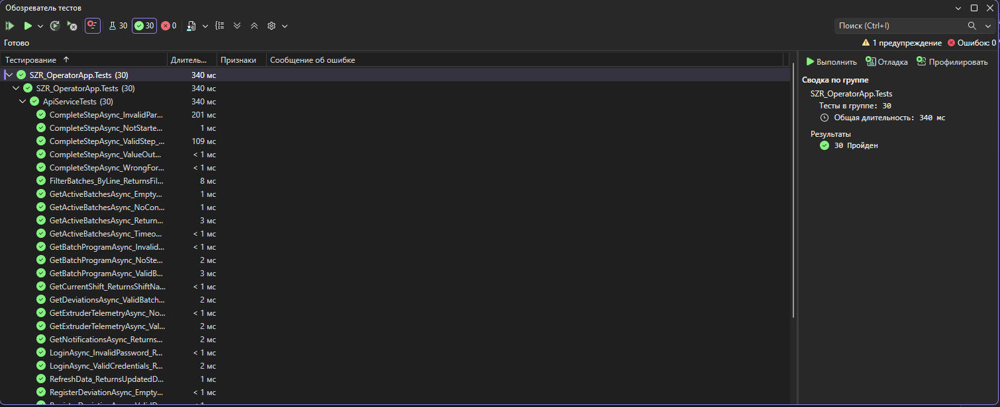 Обозреватель тестов
30 30 0
Поиск (Ctrl+I)
Готово
1 предупреждение Ошибок: 0
Тестирование Длитель... Признаки Сообщение об ошибке
SZR_OperatorApp.Tests (30) 340 мс
SZR_OperatorApp.Tests (30) 340 мс
ApiServiceTests (30) 340 мс
CompleteStepAsync_InvalidPar... 201 мс
CompleteStepAsync_NotStarte... 1 мс
CompleteStepAsync_ValidStep_... 109 мс
CompleteStepAsync_ValueOut... < 1 мс
CompleteStepAsync_WrongFor... < 1 мс
FilterBatches_ByLine_ReturnsFil... 8 мс
GetActiveBatchesAsync_Empty... 1 мс
GetActiveBatchesAsync_NoCon... 1 мс
GetActiveBatchesAsync_Return... 3 мс
GetActiveBatchesAsync_Timeo... < 1 мс
GetBatchProgramAsync_Invalid... < 1 мс
GetBatchProgramAsync_NoSte... 2 мс
GetBatchProgramAsync_ValidB... 3 мс
GetCurrentShift_ReturnsShiftNa... < 1 мс
GetDeviationsAsync_ValidBatch... 2 мс
GetExtruderTelemetryAsync_No... < 1 мс
GetExtruderTelemetryAsync_Val... 2 мс
GetNotificationsAsync_Returns... 2 мс
LoginAsync_InvalidPassword_R... < 1 мс
LoginAsync_ValidCredentials_R... 2 мс
RefreshData_ReturnsUpdatedD... 1 мс
RegisterDeviationAsync_Empty... < 1 мс
Выполнить Отладка Профилировать
Сводка по группе
SZR_OperatorApp.Tests
Тесты в группе: 30
Общая длительность: 340 мс
Результаты
30 Пройден